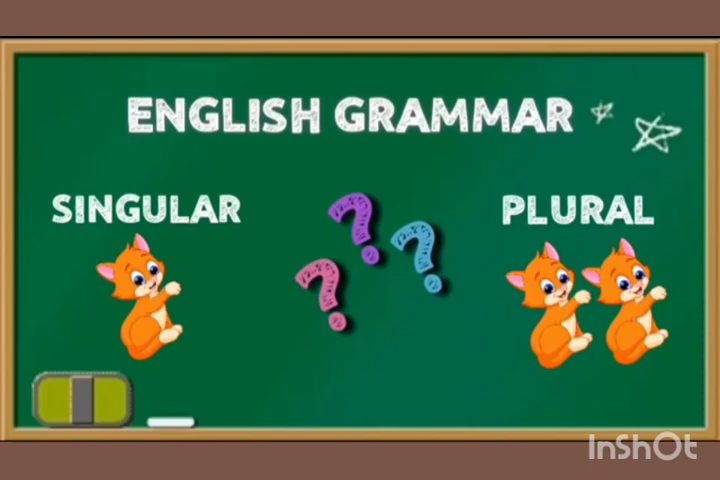 ENGLISH GRAMMAR
SINGULAR
? ? ?
PLURAL
InShOt